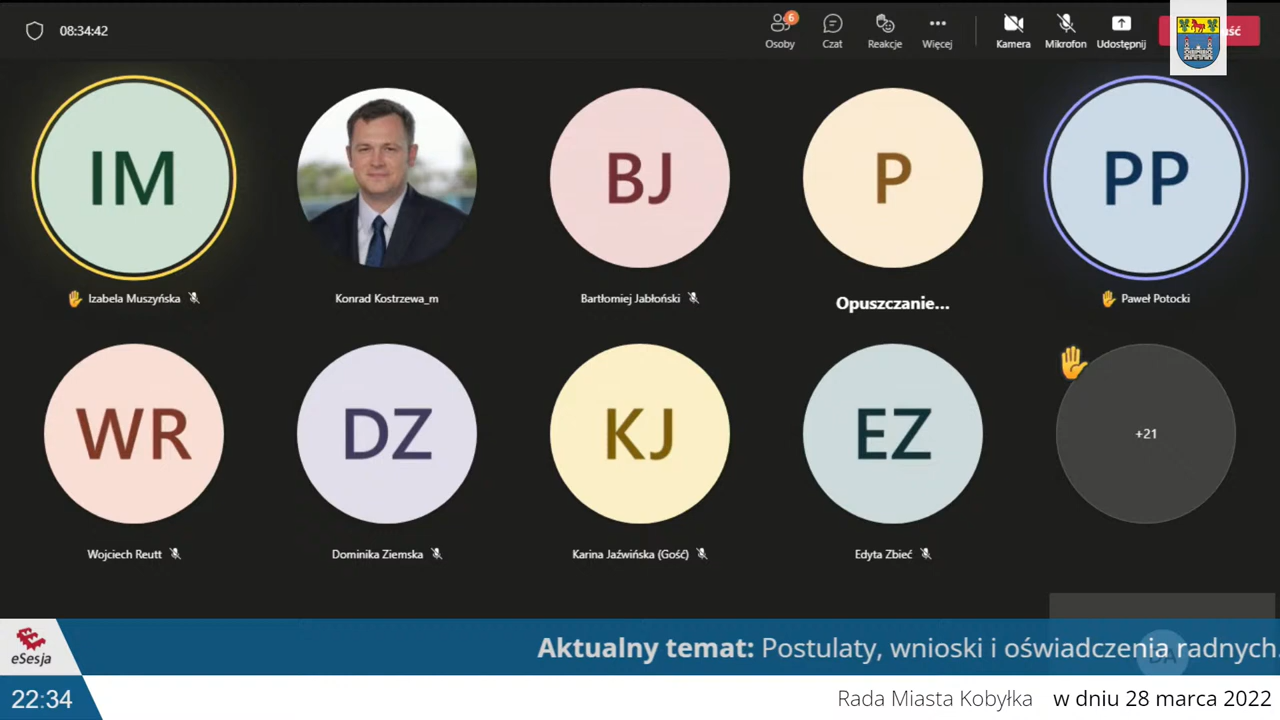 08:34:42
6
Osoby
Czat
Reakcje
Więcej
Kamera
Mikrofon
Udostępnij
IM
BJ
P
PP
Izabela Muszyńska
Konrad Kostrzewa_m
Bartłomiej Jabłoński
Opuszczanie...
Paweł Potocki
WR
DZ
KJ
EZ
+21
Wojciech Reutt
Dominika Ziemska
Karina Jaźwińska (Gość)
Edyta Zbieć
eSesja
Aktualny temat: Postulaty, wnioski i oświadczenia radnych.
22:34
Rada Miasta Kobyłka w dniu 28 marca 2022